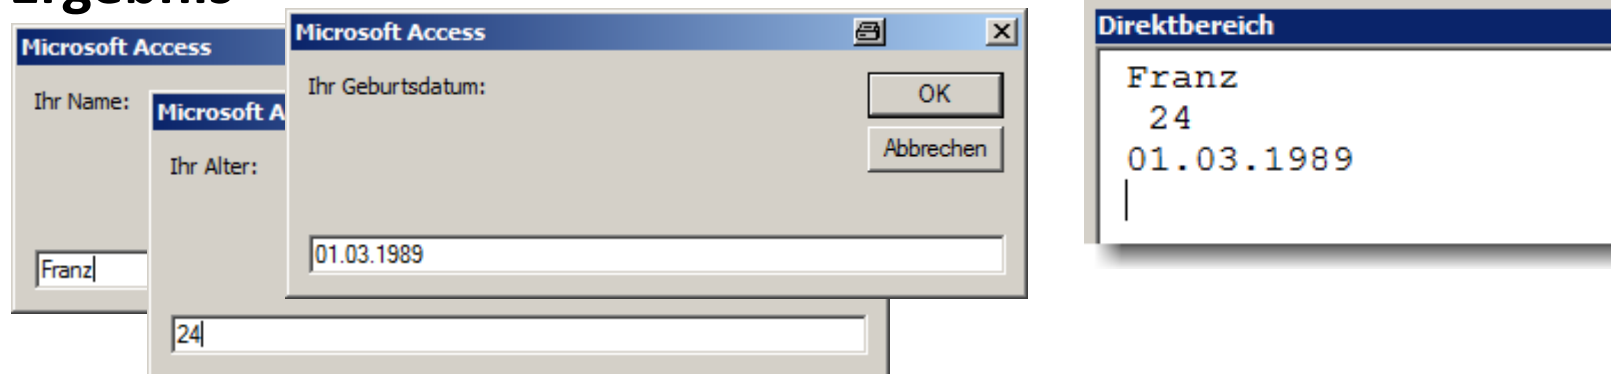 Ergebnis
Microsoft Access
Ihr Name:
Franz
Microsoft A
Ihr Alter:
24
Microsoft Access
Ihr Geburtsdatum:
OK
Abbrechen
01.03.1989
Direktbereich
Franz
24
01.03.1989